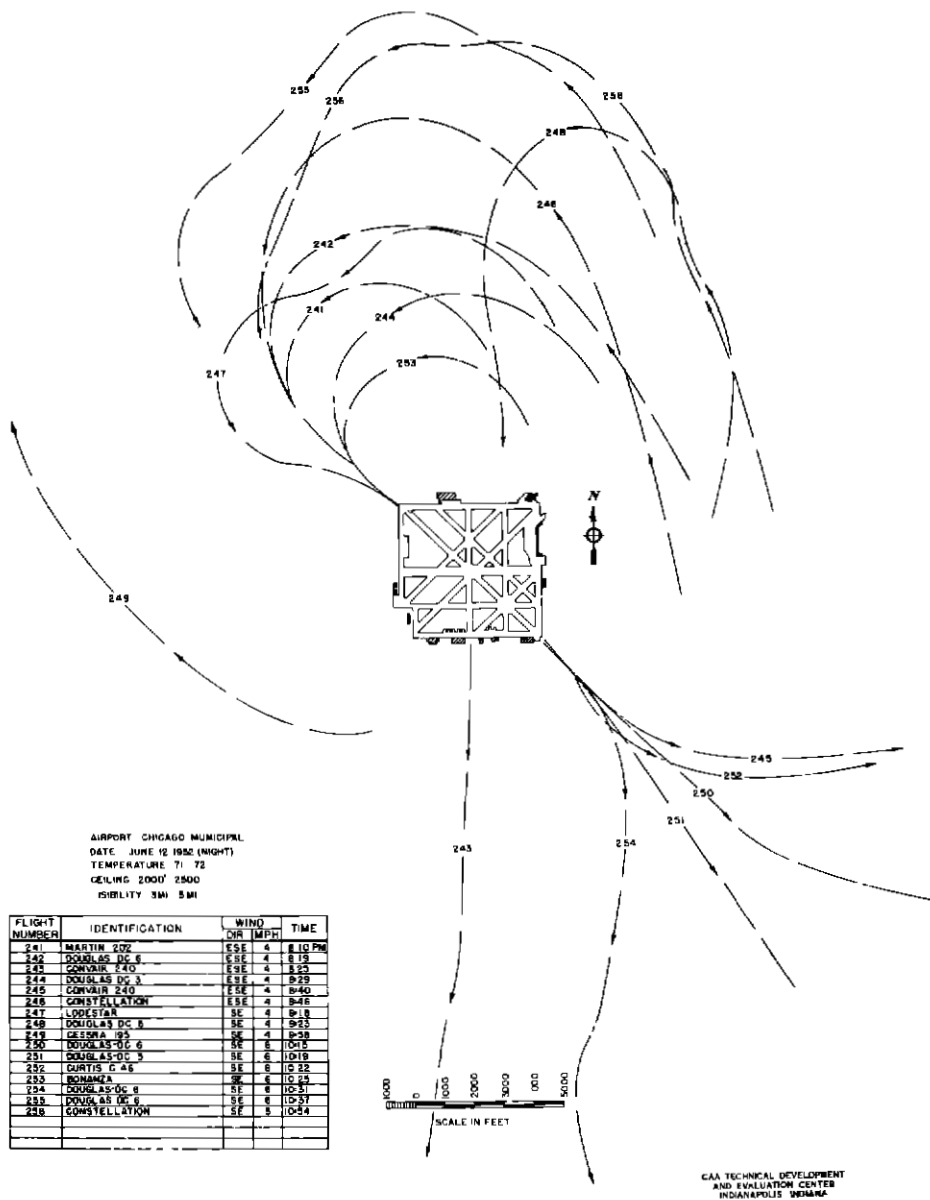 255
256
258
248
246
242
241
244
253
247
N
249
245
252
250
251
243
254
AIRPORT CHICAGO MUNICIPAL
DATE JUNE 12 1952 (NIGHT)
TEMPERATURE 71 72
CEILING 2000' 2500
ISIBILITY 3MI 5MI
FLIGHT NUMBER IDENTIFICATION WIND DIR MPH TIME
241 MARTIN 202 ESE 4 8 10 PM
242 DOUGLAS DC 6 ESE 4 8 19
243 CONVAIR 240 ESE 4
244 DOUGLAS DC 3 ESE 4 8 29
245 CONVAIR 240 ESE 4 8 40
246 CONSTELLATION ESE 4 8 46
247 LODESTAR SE 4 9 18
248 DOUGLAS DC 6 SE 4 9 23
249 CESSNA 195 SE 4
250 DOUGLAS DC 6 SE 6 10 15
251 DOUGLAS DC 3 SE 6 10 19
252 CURTIS C 46 SE 6 10 22
253 BONANZA SE 6 10 25
254 DOUGLAS DC 6 SE 6 10 31
255 DOUGLAS DC 6 SE 6 10 37
256 CONSTELLATION SE 5 10 54
1000 0 1000 2000 3000 000 5000
SCALE IN FEET
CAA TECHNICAL DEVELOPMENT
AND EVALUATION CENTER
INDIANAPOLIS INDIANA